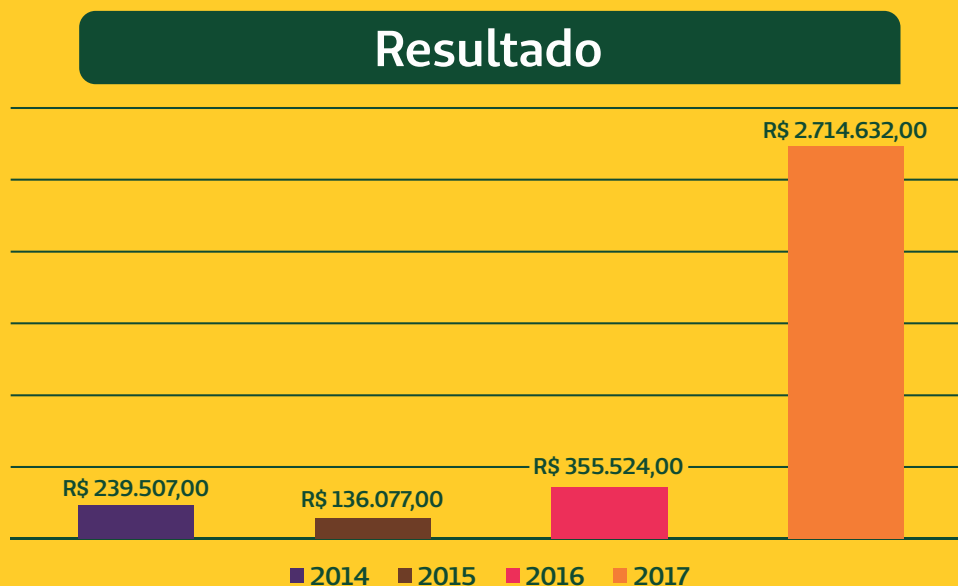 Resultado
R$ 2.714.632,00
R$ 355.524,00
R$ 239.507,00
R$ 136.077,00
2014 2015 2016 2017